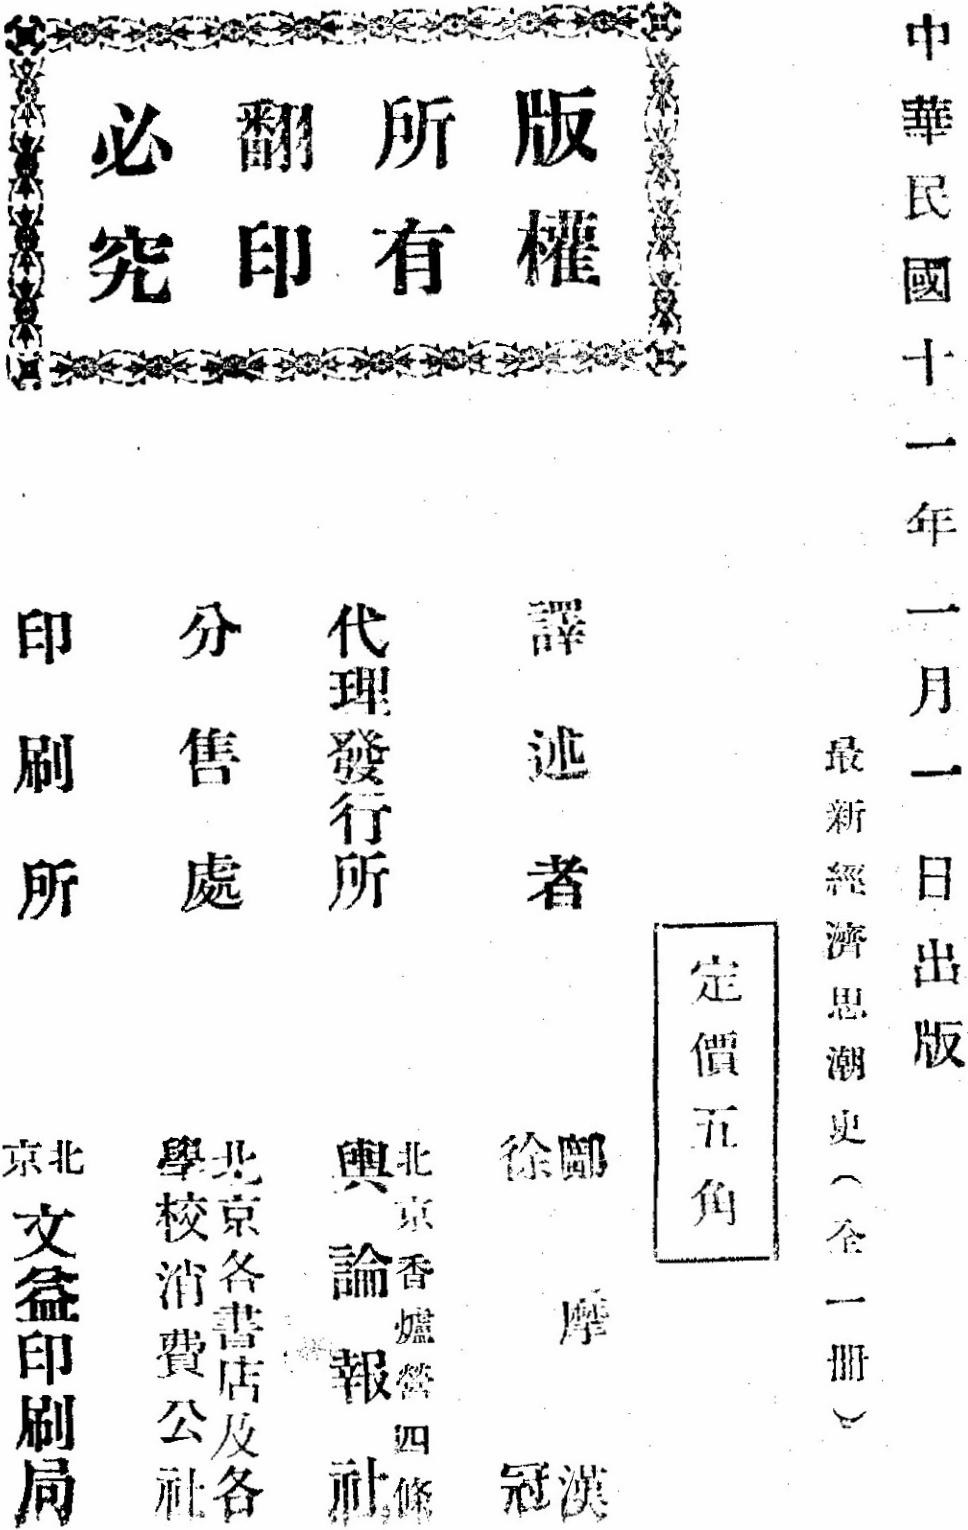 中華民國十一年一月一日出版
最新經濟思潮史(全一冊)
定價五角
版權
所有
翻印
必究
譯述者
鄺摩漢
徐冠
代理發行所
北京香爐營四條
輿論報社
分售處
北京各書店及各
學校消費公社
印刷所
北京
文益印刷局